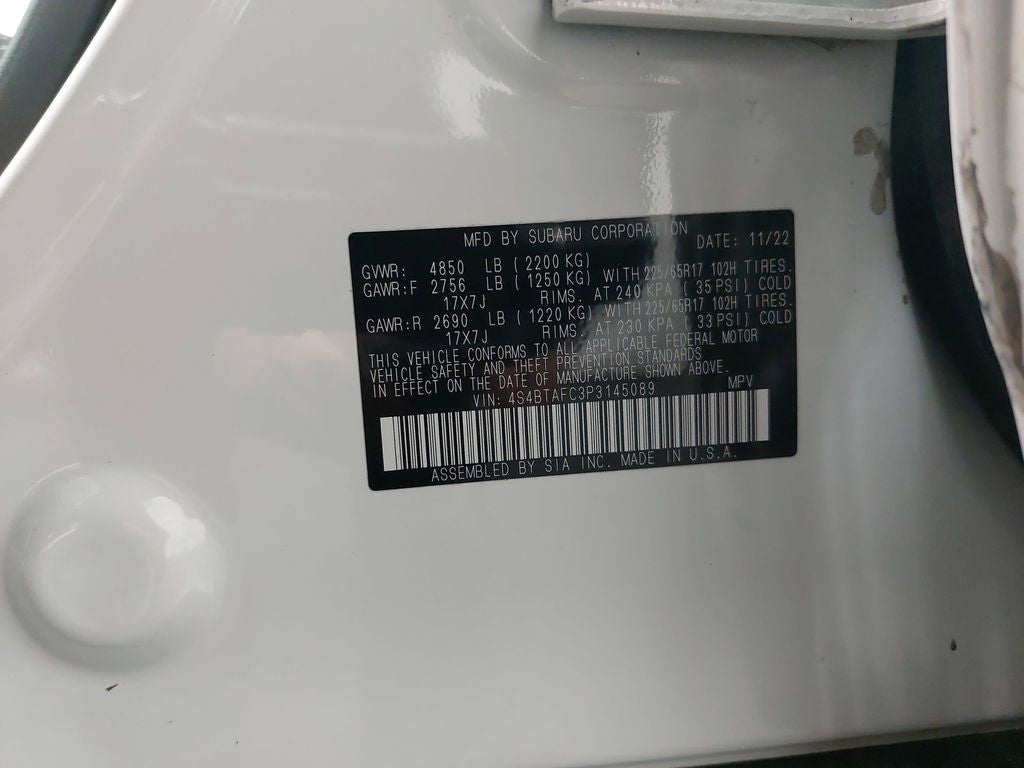 MFD BY SUBARU CORPORATION DATE: 11/22
GVWR: 4850 LB ( 2200 KG)
GAWR:F 2756 LB ( 1250 KG) WITH 225/65R17 102H TIRES.
17X7J RIMS. AT 240 KPA ( 35 PSI) COLD
GAWR:R 2690 LB ( 1220 KG) WITH 225/65R17 102H TIRES.
17X7J RIMS. AT 230 KPA ( 33 PSI) COLD
THIS VEHICLE CONFORMS TO ALL APPLICABLE FEDERAL MOTOR
VEHICLE SAFETY AND THEFT PREVENTION STANDARDS
IN EFFECT ON THE DATE OF MANUFACTURE SHOWN ABOVE.
VIN: 4S4BTAFC3P3145089 MPV
ASSEMBLED BY SIA INC. MADE IN U.S.A.